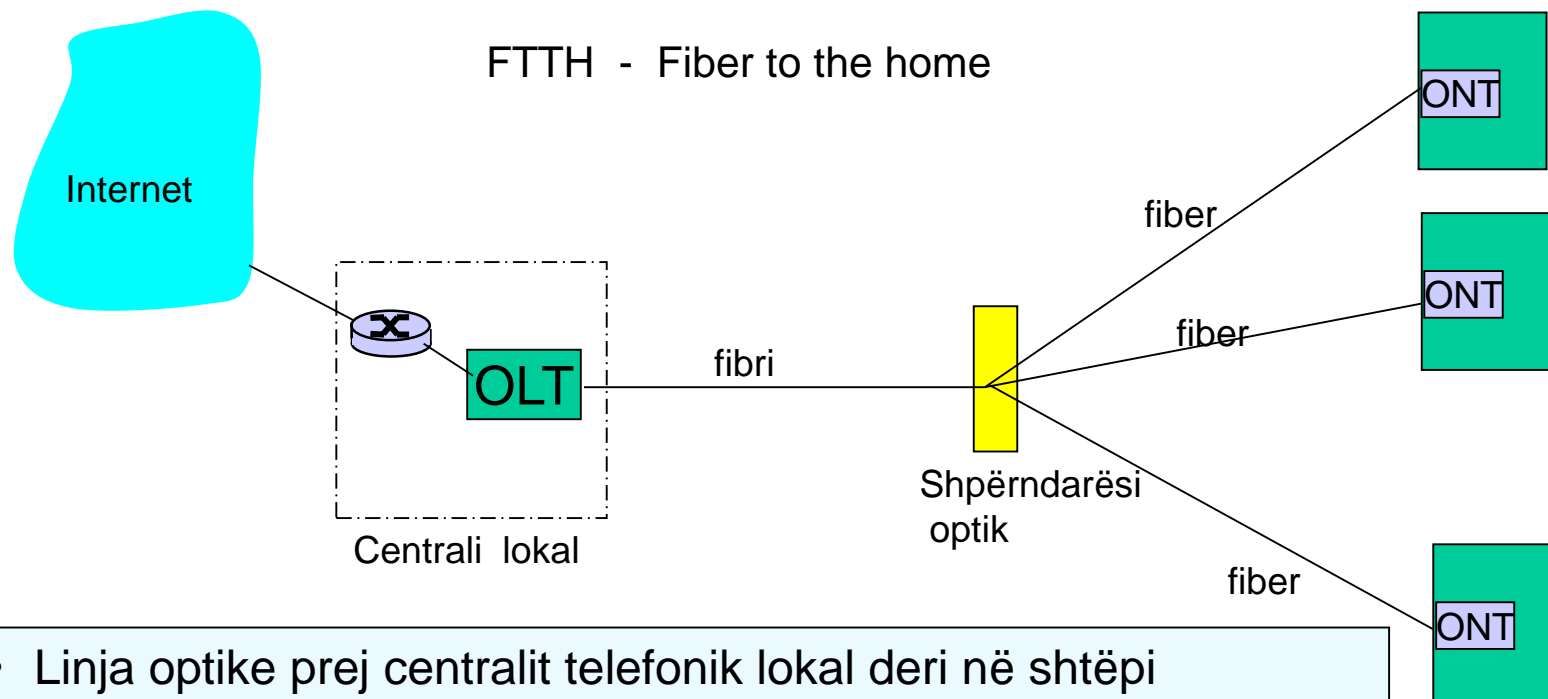 FTTH - Fiber to the home
ONT
Internet
fiber
ONT
fiber
fibri
OLT
Shpërndarësi
optik
Centrali lokal
fiber
ONT
• Linja optike prej centralit telefonik lokal deri në shtëpi